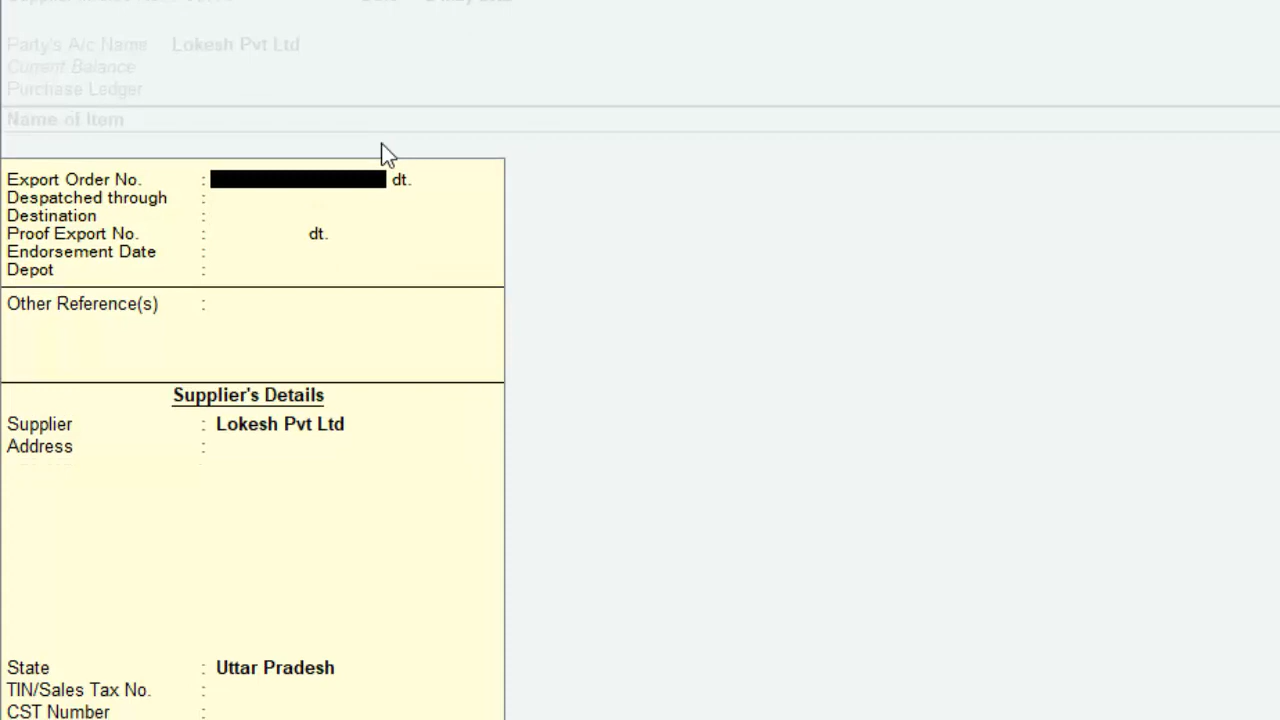 Party's A/c Name Lokesh Pvt Ltd
Current Balance
Purchase Ledger
Name of Item
Export Order No. : dt.
Despatched through :
Destination :
Proof Export No. : dt.
Endorsement Date :
Depot :
Other Reference(s) :
Supplier's Details
Supplier : Lokesh Pvt Ltd
Address :
State : Uttar Pradesh
TIN/Sales Tax No. :
CST Number :